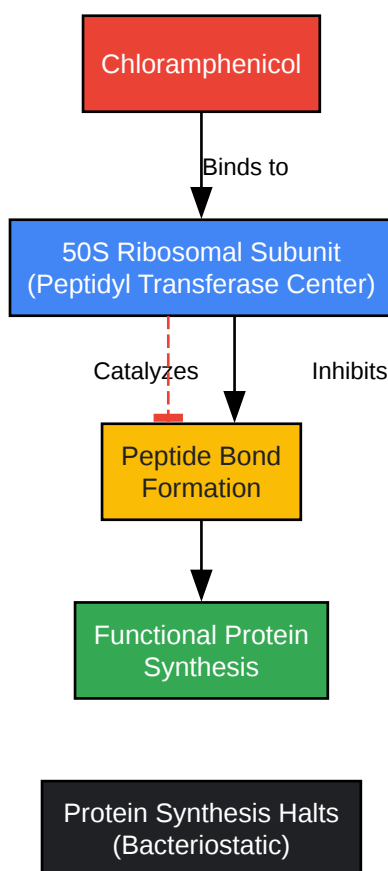 Chloramphenicol
Binds to
50S Ribosomal Subunit
(Peptidyl Transferase Center)
Catalyzes
Inhibits
Peptide Bond
Formation
Functional Protein
Synthesis
Protein Synthesis Halts
(Bacteriostatic)